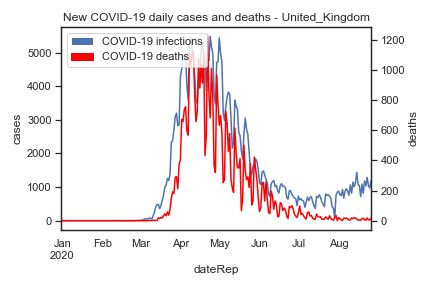 New COVID-19 daily cases and deaths - United_Kingdom
COVID-19 infections
COVID-19 deaths
5000
4000
3000
2000
1000
0
cases
1200
1000
800
600
400
200
0
deaths
Jan Feb Mar Apr May Jun Jul Aug
2020
dateRep